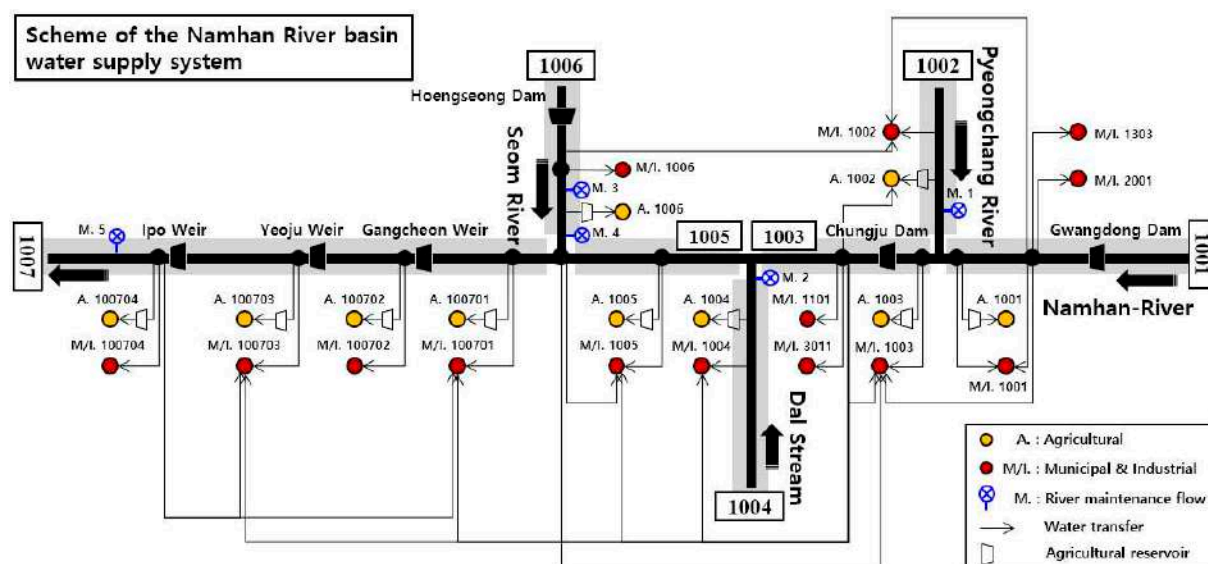 Scheme of the Namhan River basin
water supply system
1006
1002
Hoengseong Dam
Seom River
Pyeongchang River
M/I. 1002
M/I. 1303
M/I. 1006
A. 1002
M/I. 2001
M. 3
M. 1
A. 1006
M. 5
Ipo Weir
Yeoju Weir
Gangcheon Weir
M. 4
1005
1003
Chungju Dam
Gwangdong Dam
1007
1001
M. 2
Namhan-River
A. 100704
A. 100703
A. 100702
A. 100701
A. 1005
A. 1004
M/I. 1101
A. 1003
A. 1001
M/I. 100704
M/I. 100703
M/I. 100702
M/I. 100701
M/I. 1005
M/I. 1004
M/I. 3011
M/I. 1003
M/I. 1001
Dal Stream
1004
A. : Agricultural
M/I. : Municipal & Industrial
M. : River maintenance flow
Water transfer
Agricultural reservoir